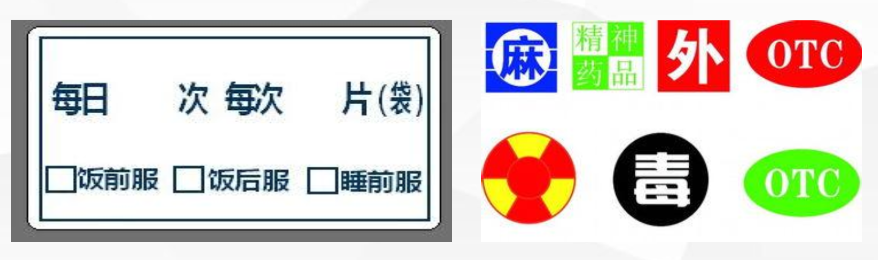 每日 次 每次 片(袋)
饭前服 饭后服 睡前服
麻 精神药品 外 OTC
毒 OTC